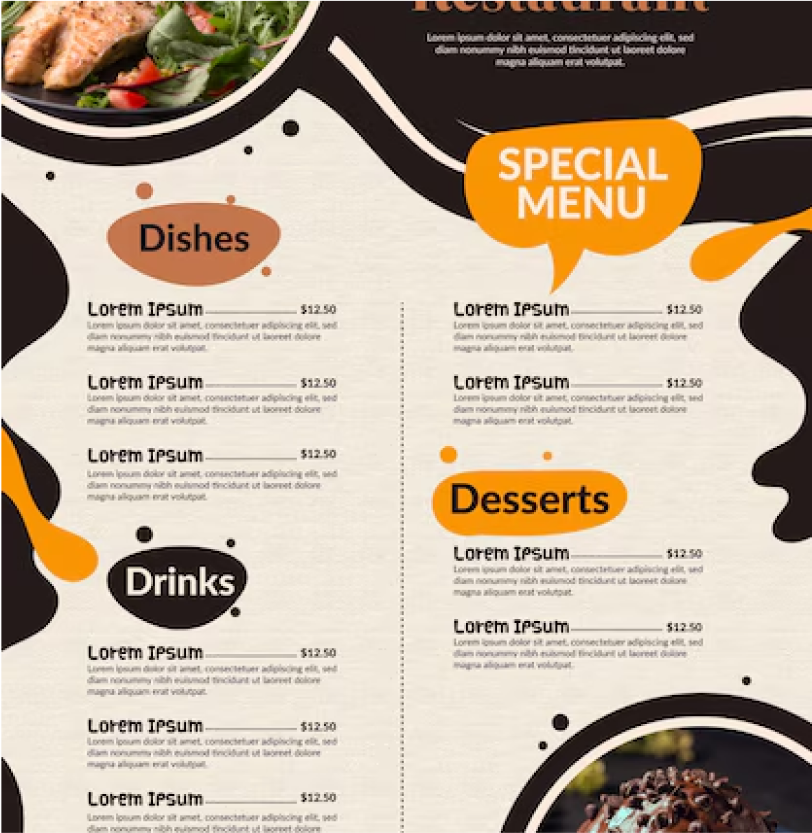 Restaurant
Lorem ipsum dolor sit amet, consectetuer adipiscing elit, sed
diam nonummy nibh euismod tincidunt ut laoreet dolore
magna aliquam erat volutpat.
SPECIAL
MENU
Dishes
Lorem Ipsum $12.50
Lorem ipsum dolor sit amet, consectetuer adipiscing elit, sed
diam nonummy nibh euismod tincidunt ut laoreet dolore
magna aliquam erat volutpat.
Lorem Ipsum $12.50
Lorem ipsum dolor sit amet, consectetuer adipiscing elit, sed
diam nonummy nibh euismod tincidunt ut laoreet dolore
magna aliquam erat volutpat.
Lorem Ipsum $12.50
Lorem ipsum dolor sit amet, consectetuer adipiscing elit, sed
diam nonummy nibh euismod tincidunt ut laoreet dolore
magna aliquam erat volutpat.
Drinks
Lorem Ipsum $12.50
Lorem ipsum dolor sit amet, consectetuer adipiscing elit, sed
diam nonummy nibh euismod tincidunt ut laoreet dolore
magna aliquam erat volutpat.
Lorem Ipsum $12.50
Lorem ipsum dolor sit amet, consectetuer adipiscing elit, sed
diam nonummy nibh euismod tincidunt ut laoreet dolore
magna aliquam erat volutpat.
Lorem Ipsum $12.50
Lorem ipsum dolor sit amet, consectetuer adipiscing elit, sed
diam nonummy nibh euismod tincidunt ut laoreet dolore
Lorem Ipsum $12.50
Lorem ipsum dolor sit amet, consectetuer adipiscing elit, sed
diam nonummy nibh euismod tincidunt ut laoreet dolore
magna aliquam erat volutpat.
Lorem Ipsum $12.50
Lorem ipsum dolor sit amet, consectetuer adipiscing elit, sed
diam nonummy nibh euismod tincidunt ut laoreet dolore
magna aliquam erat volutpat.
Desserts
Lorem Ipsum $12.50
Lorem ipsum dolor sit amet, consectetuer adipiscing elit, sed
diam nonummy nibh euismod tincidunt ut laoreet dolore
magna aliquam erat volutpat.
Lorem Ipsum $12.50
Lorem ipsum dolor sit amet, consectetuer adipiscing elit, sed
diam nonummy nibh euismod tincidunt ut laoreet dolore
magna aliquam erat volutpat.